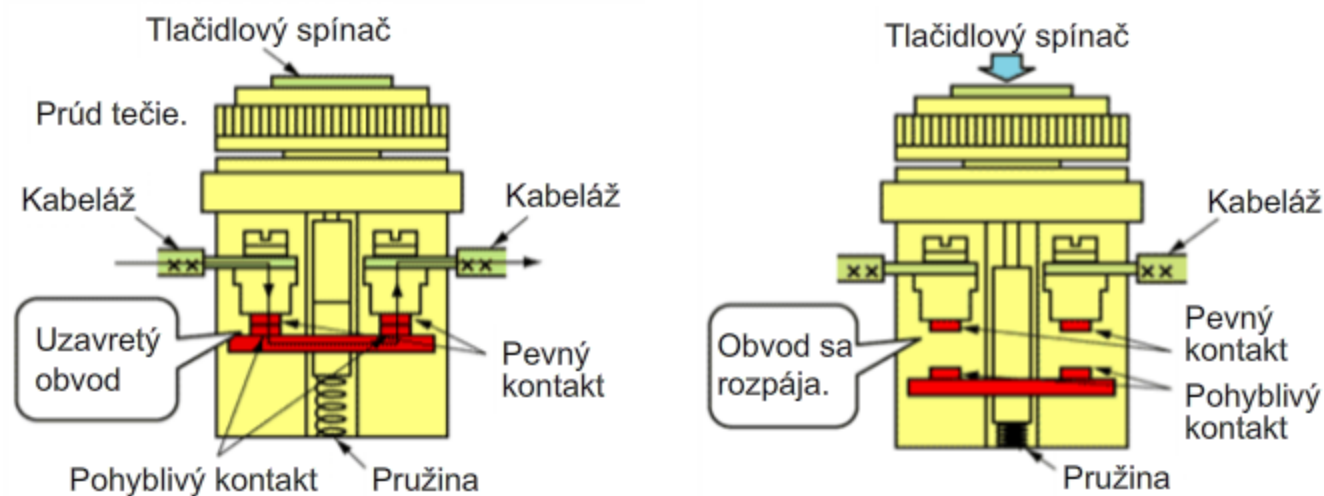 Tlačidlový spínač
Prúd tečie.
Kabeláž
Kabeláž
Uzavretý
obvod
Pevný
kontakt
Pohyblivý kontakt
Pružina
Tlačidlový spínač
Kabeláž
Obvod sa
rozpája.
Pevný
kontakt
Pohyblivý
kontakt
Pružina